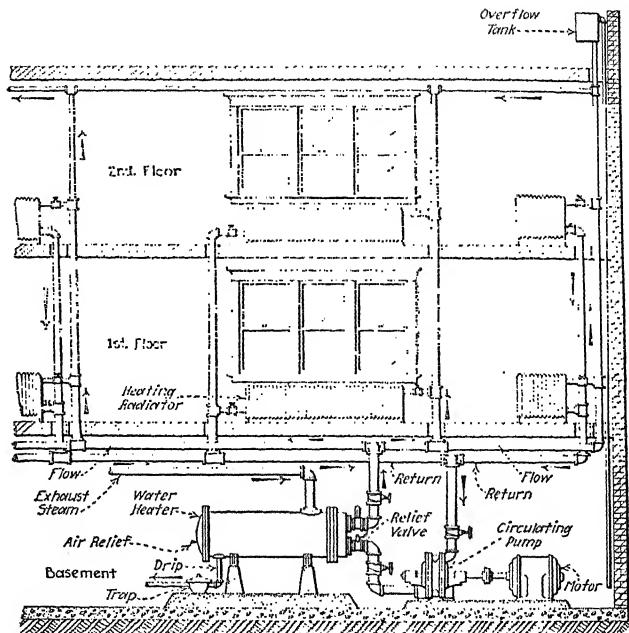 Overflow
Tank
2nd. Floor
1st. Floor
Heating
Radiator
Flow
Exhaust
Steam
Water
Heater
Return
Flow
Return
Air Relief
Relief
Valve
Circulating
Pump
Basement
Drip
Trap
Motor